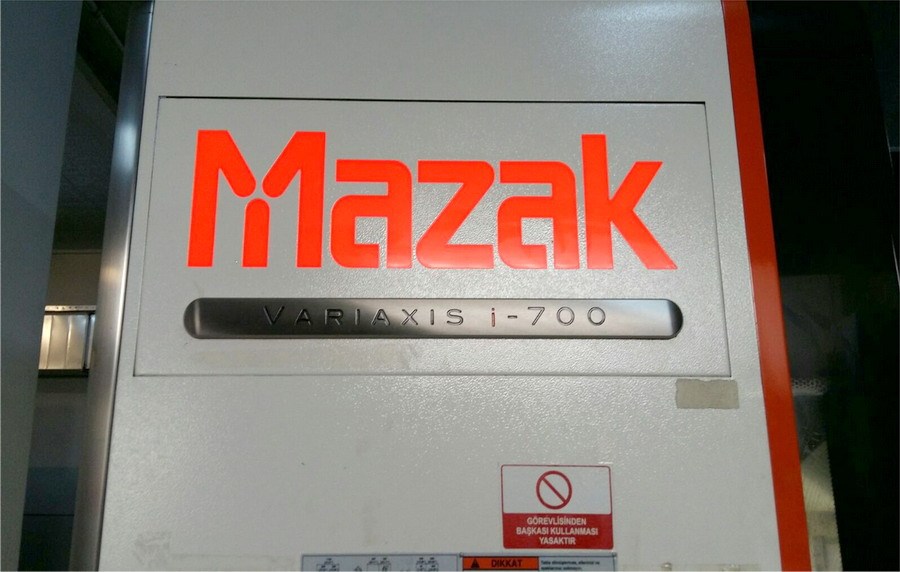 Mazak
VARIAXIS i-700
GÖREVLİSİNDEN
BAŞKASI KULLANMASI
YASAKTIR
DİKKAT